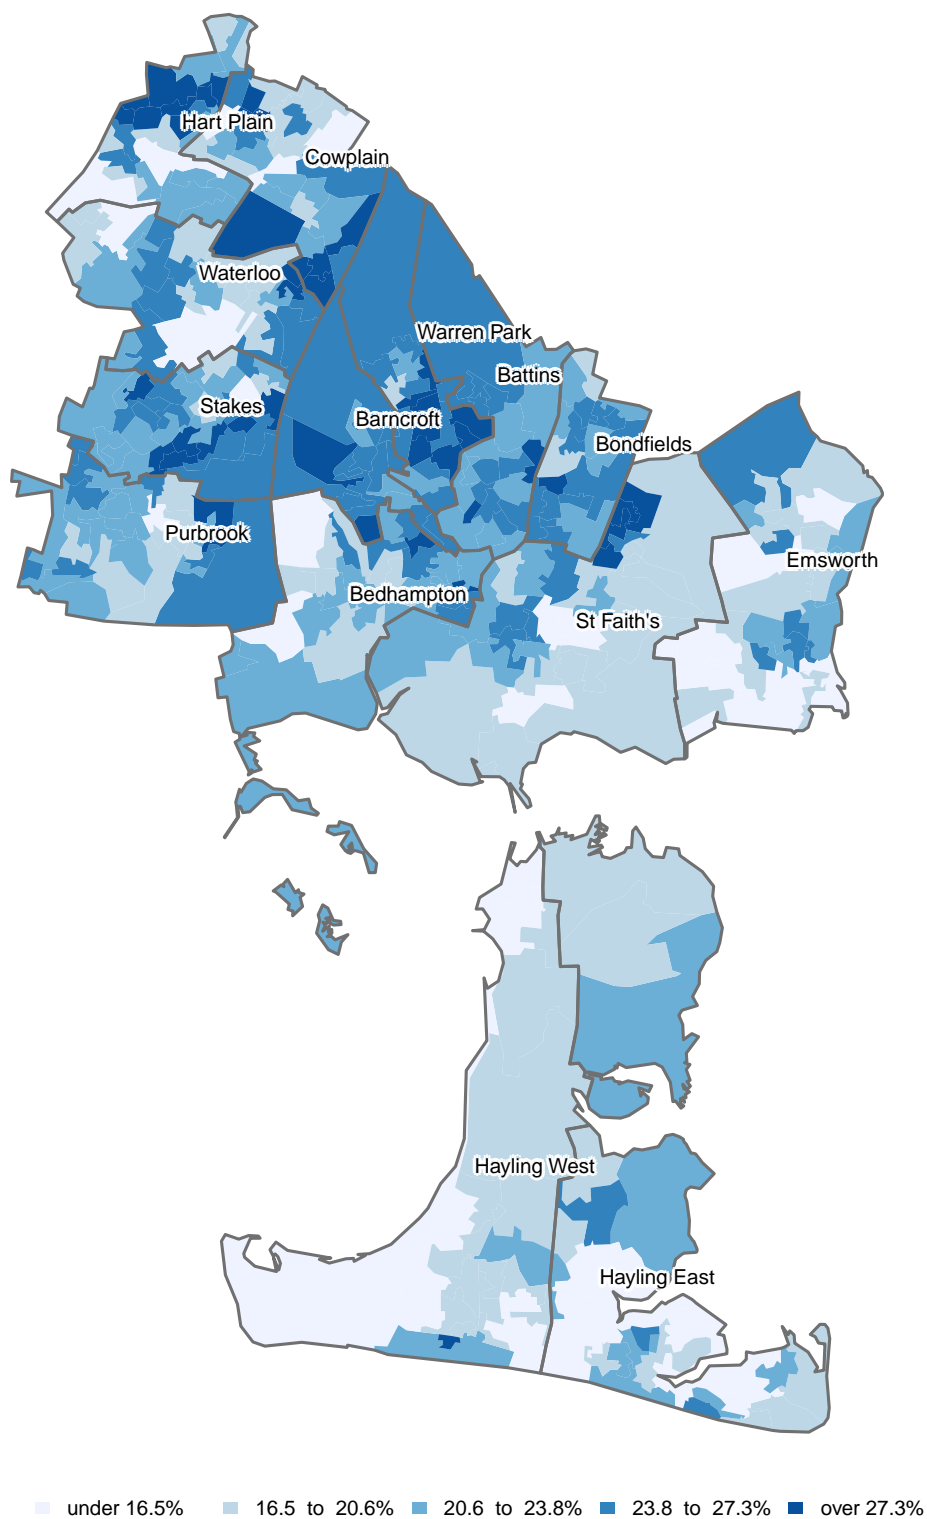 Hart Plain
Cowplain
Waterloo
Warren Park
Battins
Stakes
Barncroft
Bondfields
Purbrook
Emsworth
Bedhampton
St Faith's
Hayling West
Hayling East
under 16.5% 16.5 to 20.6% 20.6 to 23.8% 23.8 to 27.3% over 27.3%